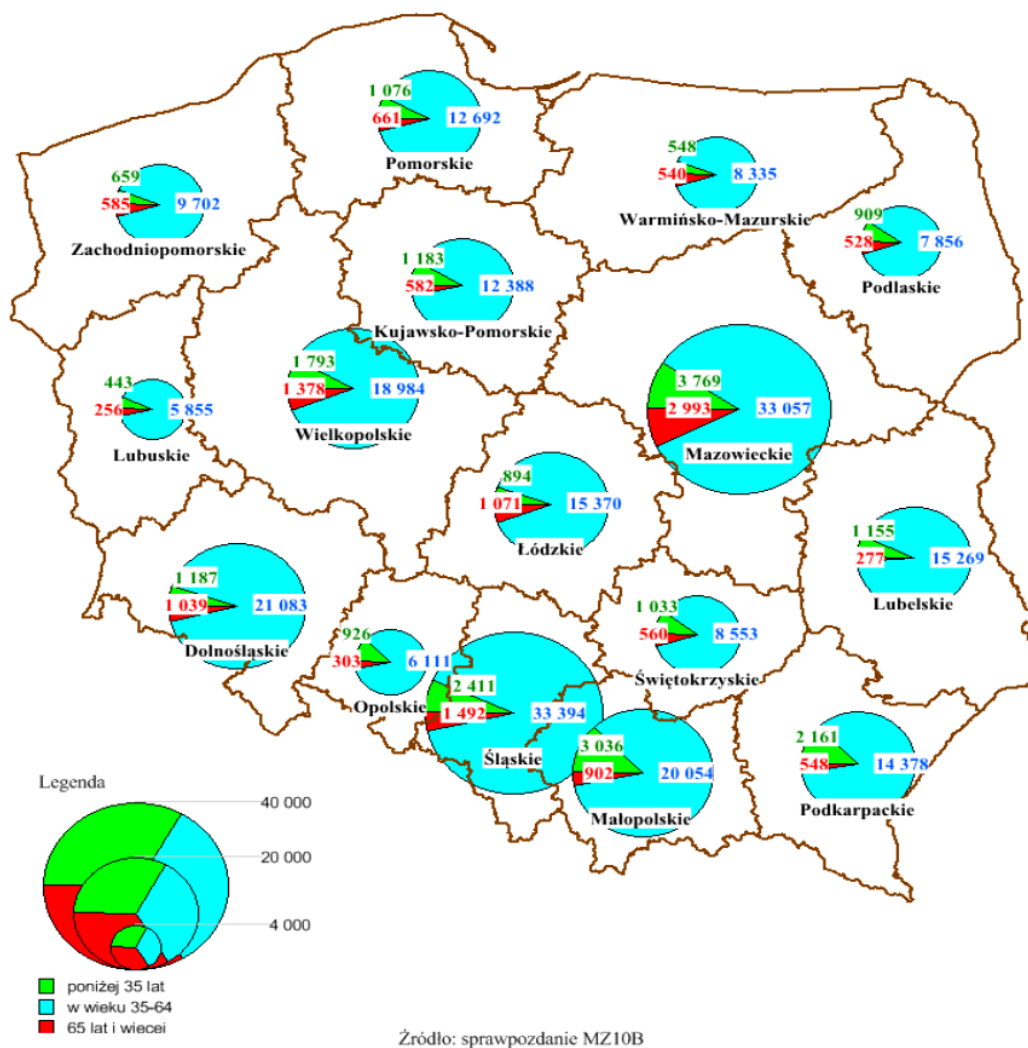 1 076
661
12 692
Pomorskie
548
540
8 335
Warmińsko-Mazurskie
659
585
9 702
Zachodniopomorskie
909
528
7 856
Podlaskie
1 183
582
12 388
Kujawsko-Pomorskie
1 793
1 378
18 984
Wielkopolskie
3 769
2 993
33 057
Mazowieckie
443
256
5 855
Lubuskie
894
1 071
15 370
Łódzkie
1 155
277
15 269
Lubelskie
1 187
1 039
21 083
Dolnośląskie
1 033
560
8 553
Świętokrzyskie
926
303
6 111
Opolskie
2 411
1 492
33 394
Śląskie
3 036
902
20 054
Małopolskie
2 161
548
14 378
Podkarpackie
Legenda
40 000
20 000
4 000
poniżej 35 lat
w wieku 35-64
65 lat i wiecei
Źródło: sprawpozdanie MZ10B